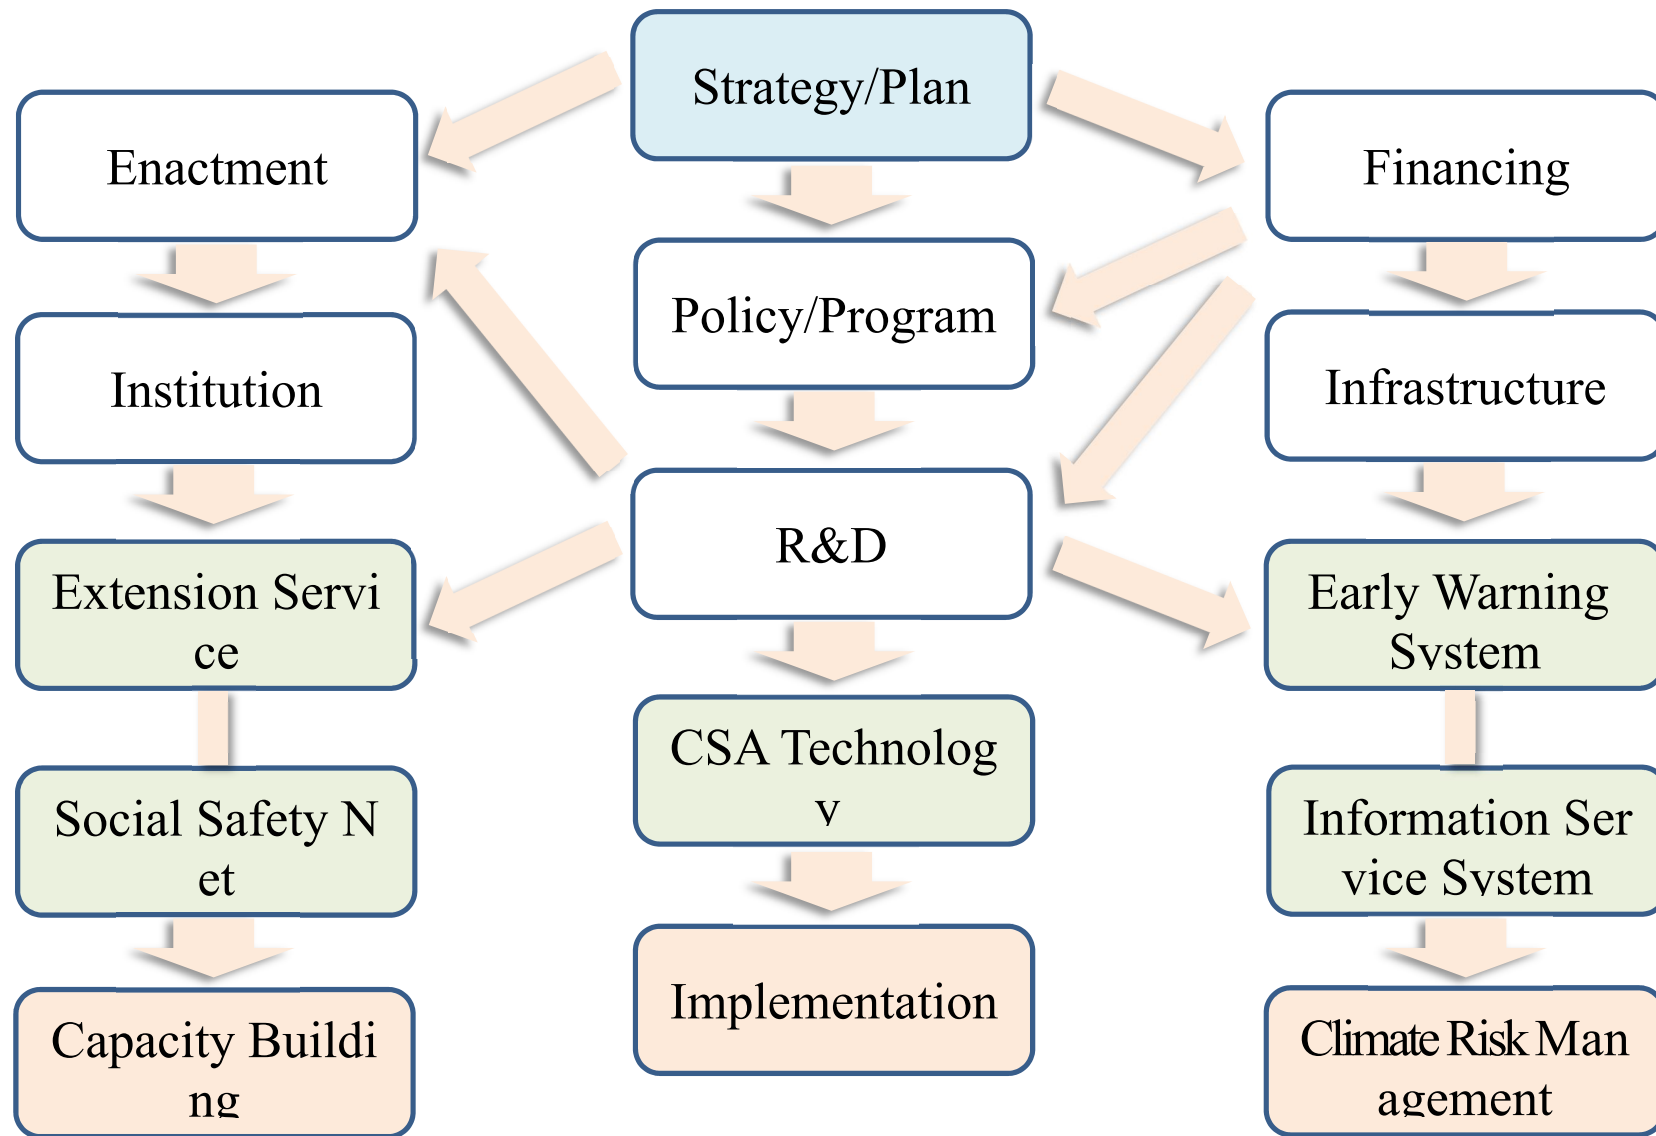 Strategy/Plan
Enactment
Financing
Policy/Program
Institution
Infrastructure
R&D
Extension Servi
ce
Early Warning
System
CSA Technolog
y
Social Safety N
et
Information Ser
vice System
Implementation
Capacity Buildi
ng
Climate Risk Man
agement